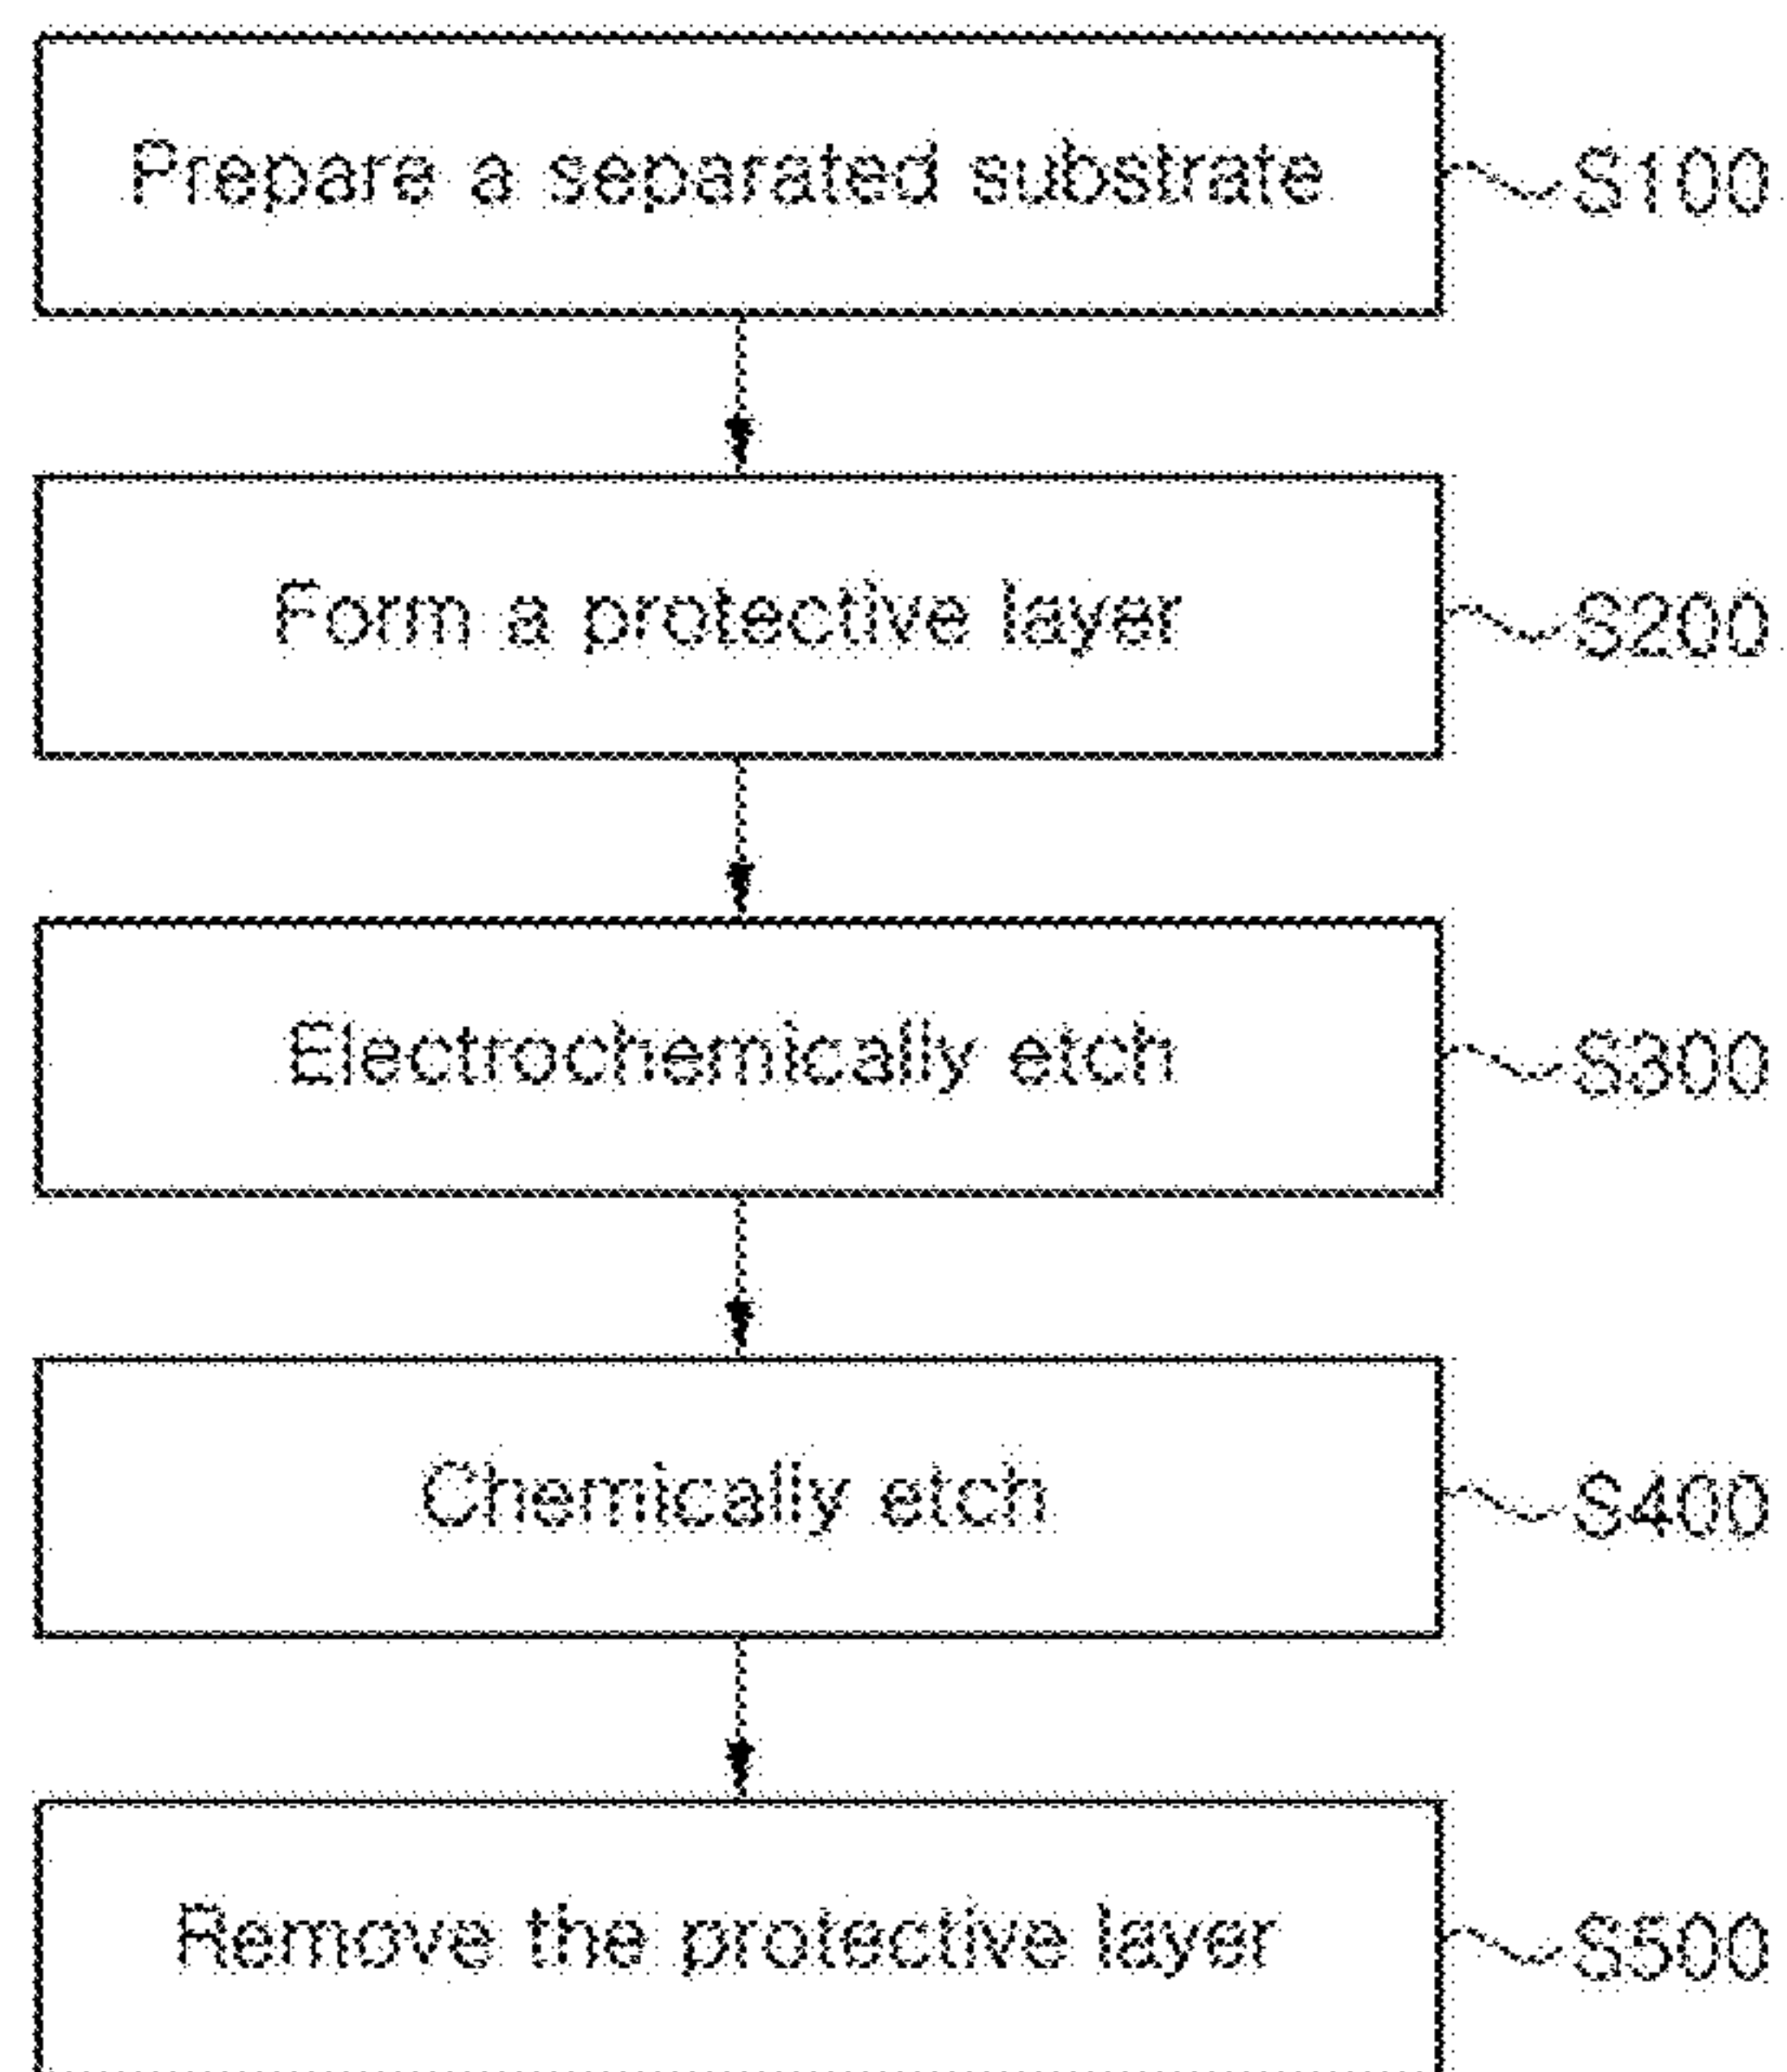 Prepare a separated substrate S100
Form a protective layer S200
Electrochemically etch S300
Chemically etch S400
Remove the protective layer S500